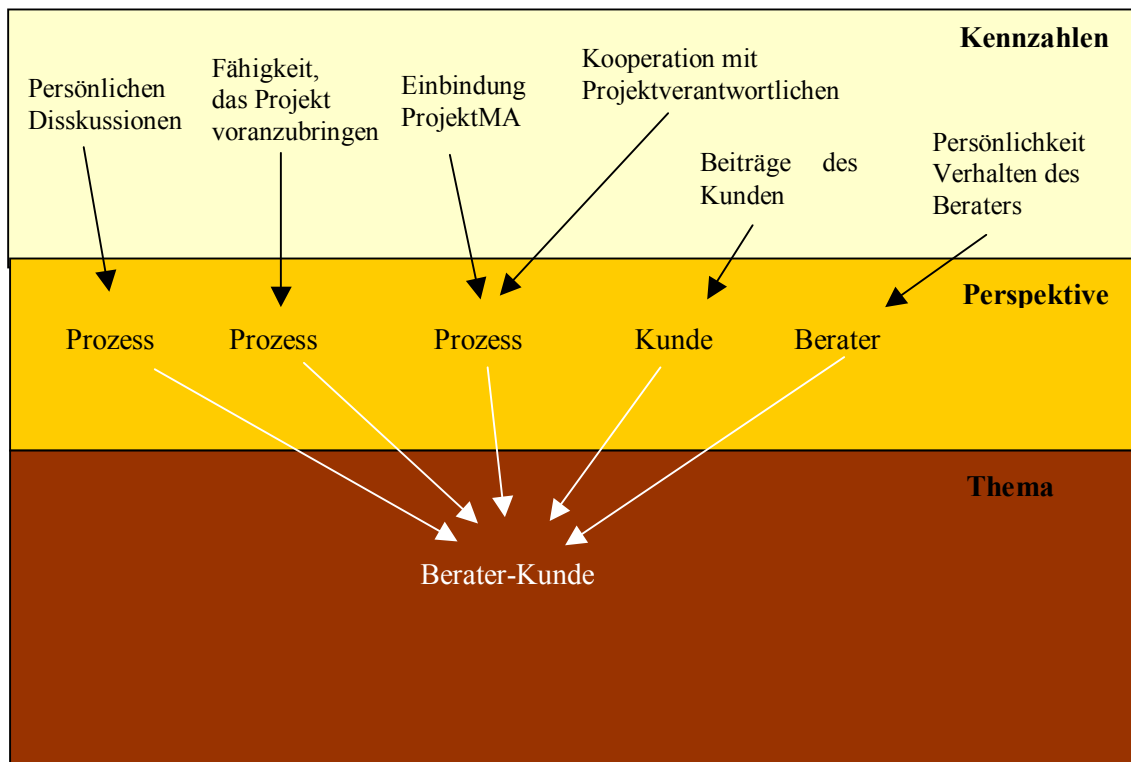 Kennzahlen
Persönlichen
Disskussionen
Fähigkeit,
das Projekt
voranzubringen
Einbindung
ProjektMA
Kooperation mit
Projektverantwortlichen
Beiträge des
Kunden
Persönlichkeit
Verhalten des
Beraters
Perspektive
Prozess
Prozess
Prozess
Kunde
Berater
Thema
Berater-Kunde